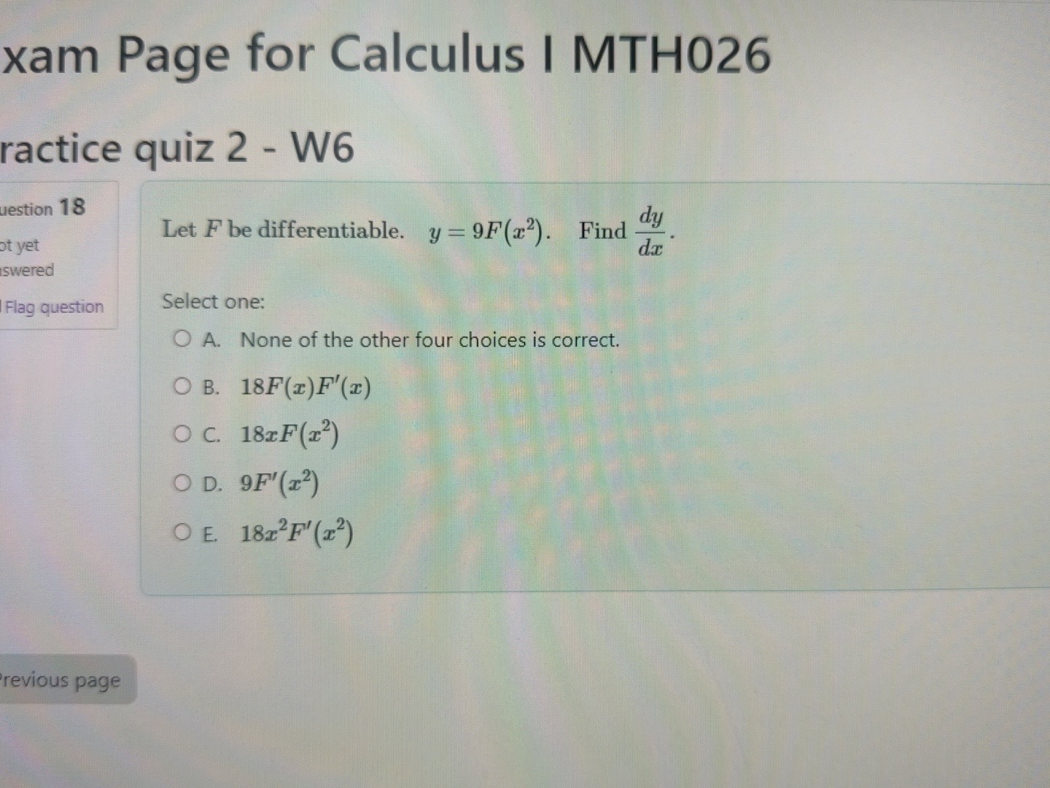 xam Page for Calculus I MTH026
ractice quiz 2 - W6
uestion 18
ot yet
swered
Flag question
Let F be differentiable. y = 9F(x²). Find dy/dx.
Select one:
A. None of the other four choices is correct.
B. 18F(x)F′(x)
C. 18xF(x²)
D. 9F′(x²)
E. 18x²F′(x²)
Previous page